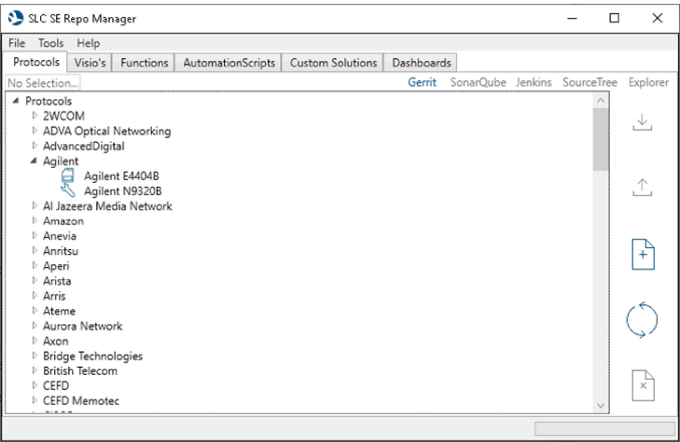 SLC SE Repo Manager
File Tools Help
Protocols Visio's Functions AutomationScripts Custom Solutions Dashboards
No Selection... Gerrit SonarQube Jenkins SourceTree Explorer
Protocols
2WCOM
ADVA Optical Networking
AdvancedDigital
Agilent
Agilent E4404B
Agilent N9320B
Al Jazeera Media Network
Amazon
Anevia
Anritsu
Aperi
Arista
Arris
Ateme
Aurora Network
Axon
Bridge Technologies
British Telecom
CEFD
CEFD Memotec